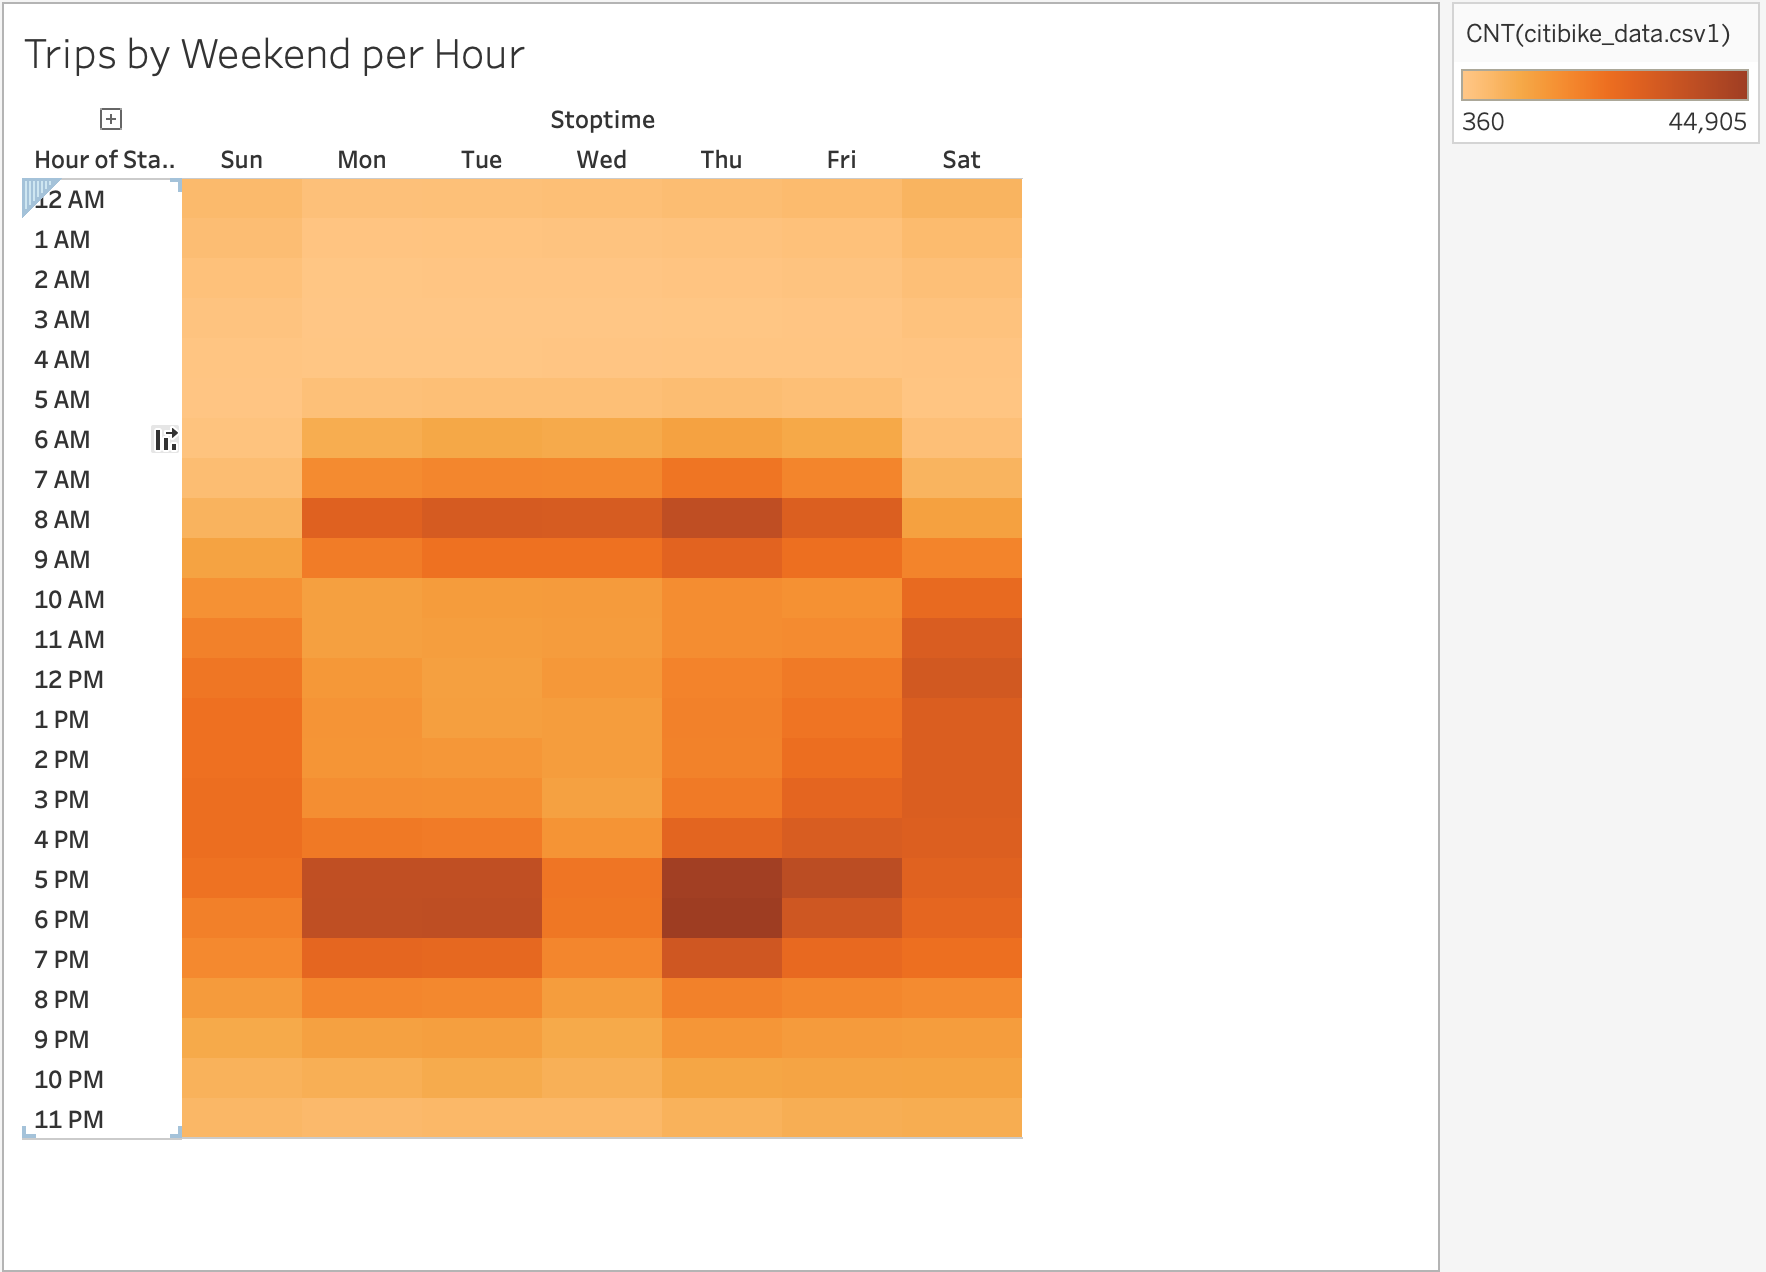 Trips by Weekend per Hour
Stoptime
Hour of Sta.. Sun Mon Tue Wed Thu Fri Sat
12 AM
1 AM
2 AM
3 AM
4 AM
5 AM
6 AM
7 AM
8 AM
9 AM
10 AM
11 AM
12 PM
1 PM
2 PM
3 PM
4 PM
5 PM
6 PM
7 PM
8 PM
9 PM
10 PM
11 PM
CNT(citibike_data.csv1)
360 44,905